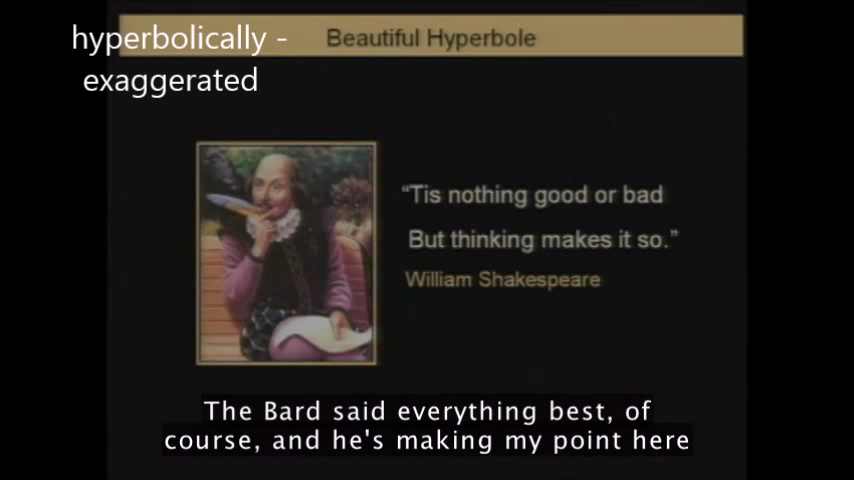 hyperbolically -
exaggerated
Beautiful Hyperbole
“Tis nothing good or bad
But thinking makes it so.”
William Shakespeare
The Bard said everything best, of
course, and he's making my point here